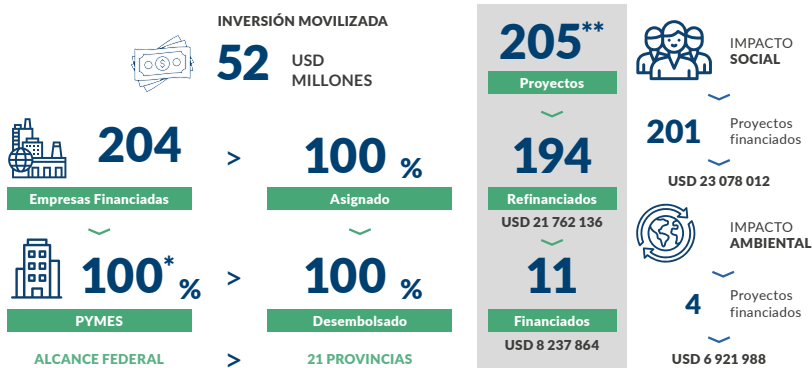 INVERSIÓN MOVILIZADA
52 USD
MILLONES
204 > 100 %
Empresas Financiadas
Asignado
100* % > 100 %
PYMES
Desembolsado
ALCANCE FEDERAL > 21 PROVINCIAS
205**
Proyectos
194
Refinanciados
USD 21 762 136
11
Financiados
USD 8 237 864
IMPACTO
SOCIAL
201 Proyectos
financiados
USD 23 078 012
IMPACTO
AMBIENTAL
4 Proyectos
financiados
USD 6 921 988